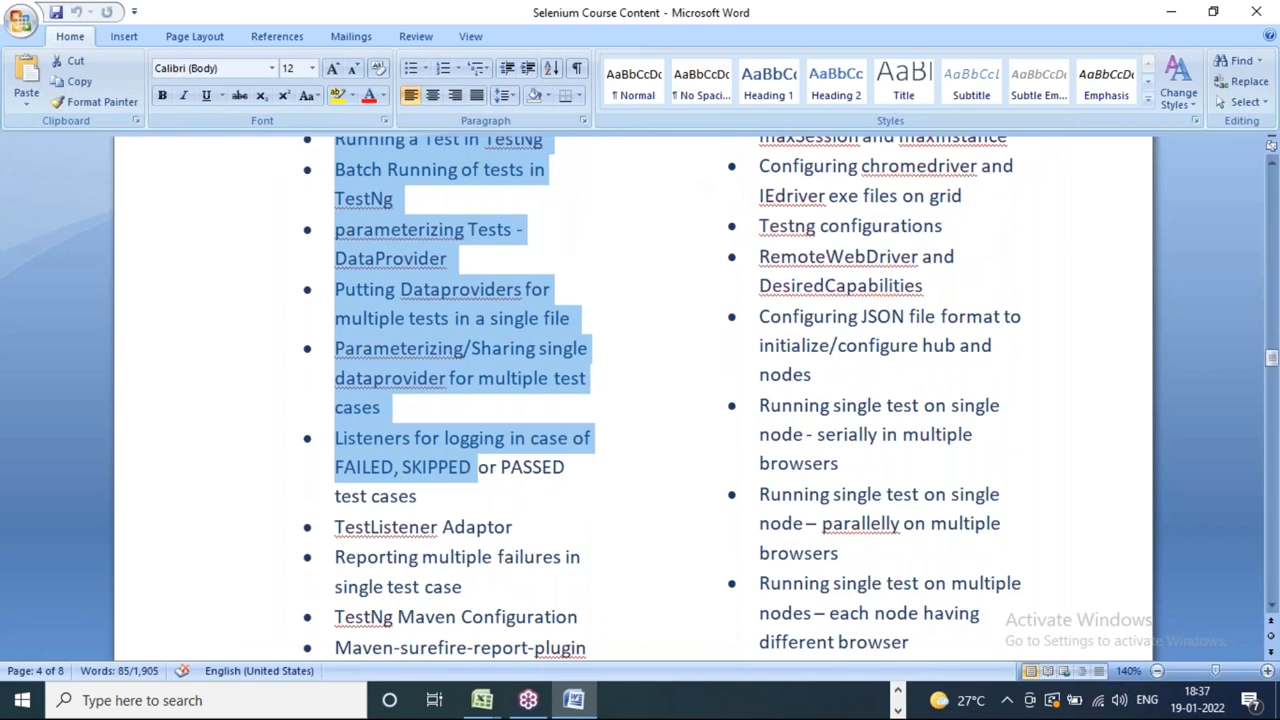 Selenium Course Content - Microsoft Word
Home Insert Page Layout References Mailings Review View
Paste
Cut
Copy
Format Painter
Clipboard
Calibri (Body) 12
Font
Paragraph
AaBbCcDc AaBbCcDc AaBbCc AaBbCc AaBl AaBbCcL AaBbCcDc AaBbCcDc
¶ Normal ¶ No Spaci... Heading 1 Heading 2 Title Subtitle Subtle Em... Emphasis
Change
Styles
Styles
Find
Replace
Select
Editing
Running a Test in TestNg
Batch Running of tests in
TestNg
parameterizing Tests -
DataProvider
Putting Dataproviders for
multiple tests in a single file
Parameterizing/Sharing single
dataprovider for multiple test
cases
Listeners for logging in case of
FAILED, SKIPPED or PASSED
test cases
TestListener Adaptor
Reporting multiple failures in
single test case
TestNg Maven Configuration
Maven-surefire-report-plugin
maxSession and maxInstance
Configuring chromedriver and
IEdriver exe files on grid
Testng configurations
RemoteWebDriver and
DesiredCapabilities
Configuring JSON file format to
initialize/configure hub and
nodes
Running single test on single
node - serially in multiple
browsers
Running single test on single
node – parallelly on multiple
browsers
Running single test on multiple
nodes – each node having
different browser
Activate Windows
Go to Settings to activate Windows.
Page: 4 of 8 Words: 85/1,905 English (United States) 140%
Type here to search
27°C ENG
18:37
19-01-2022
7